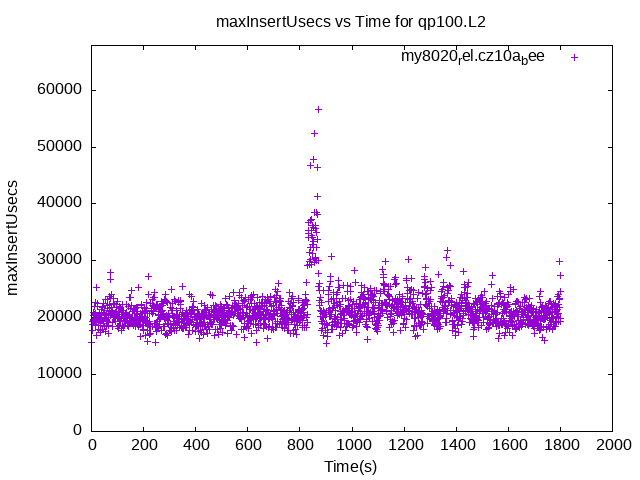 maxInsertUsecs vs Time for qp100.L2
my8020rel.cz10abee
60000
50000
40000
30000
20000
10000
0
maxInsertUsecs
0 200 400 600 800 1000 1200 1400 1600 1800 2000
Time(s)